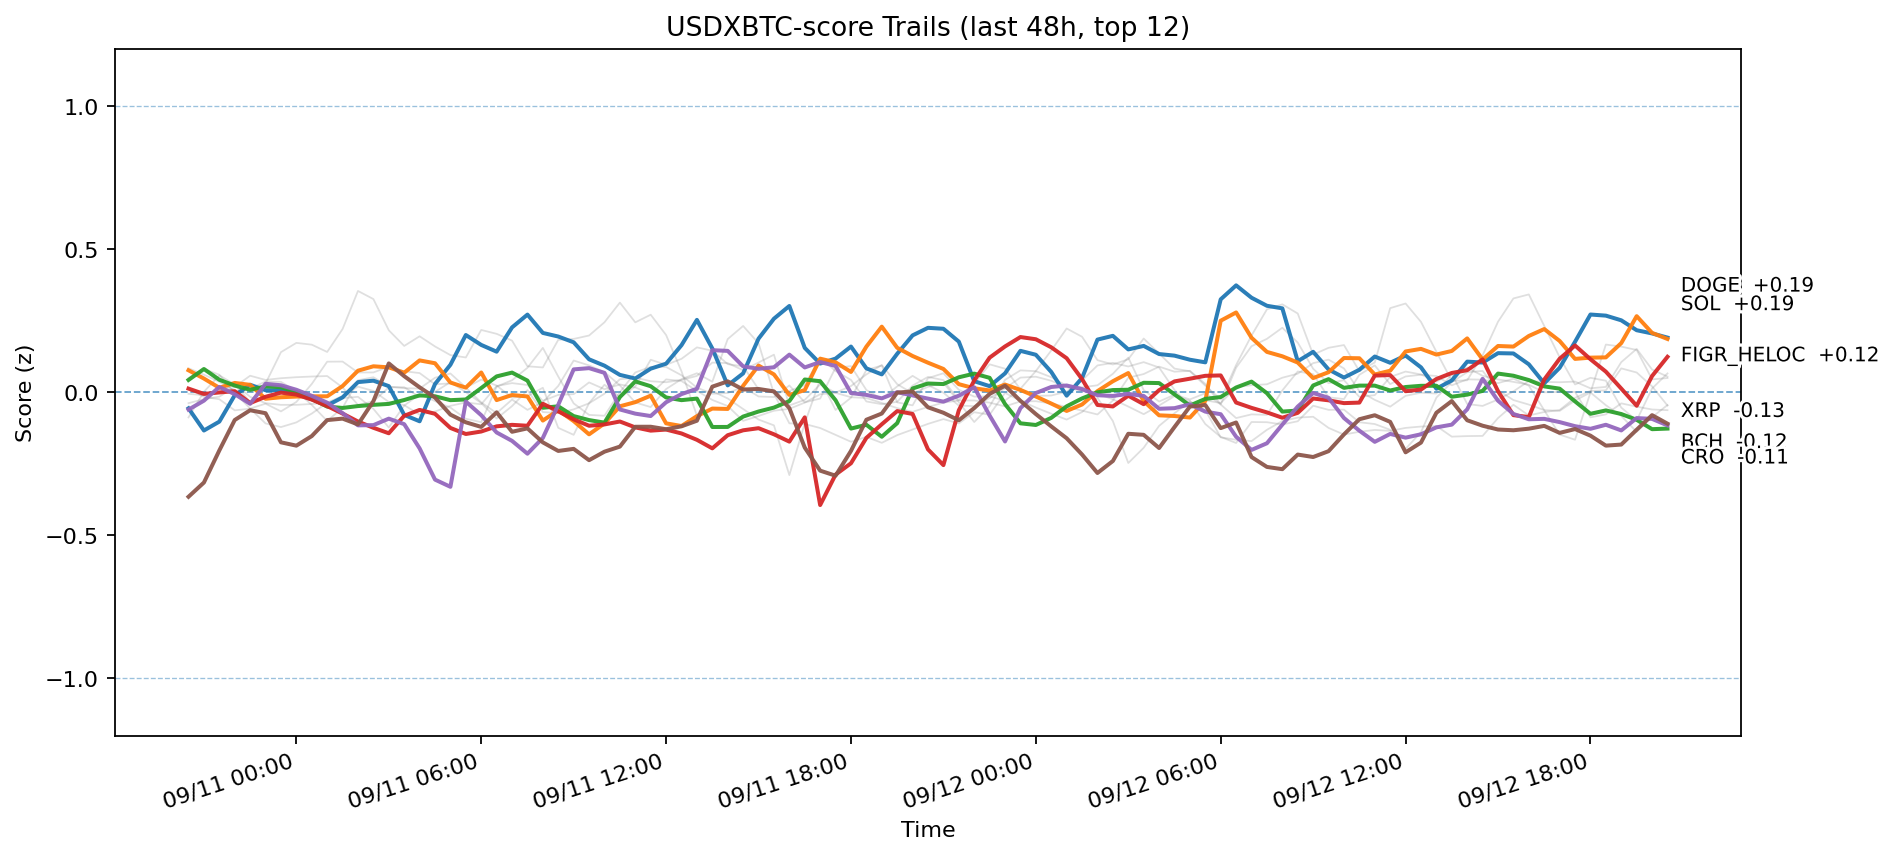 USDXBTC-score Trails (last 48h, top 12)
Score (z)
1.0
0.5
0.0
−0.5
−1.0
DOGE +0.19
SOL +0.19
FIGR_HELOC +0.12
XRP -0.13
BCH -0.12
CRO -0.11
09/11 00:00
09/11 06:00
09/11 12:00
09/11 18:00
09/12 00:00
09/12 06:00
09/12 12:00
09/12 18:00
Time